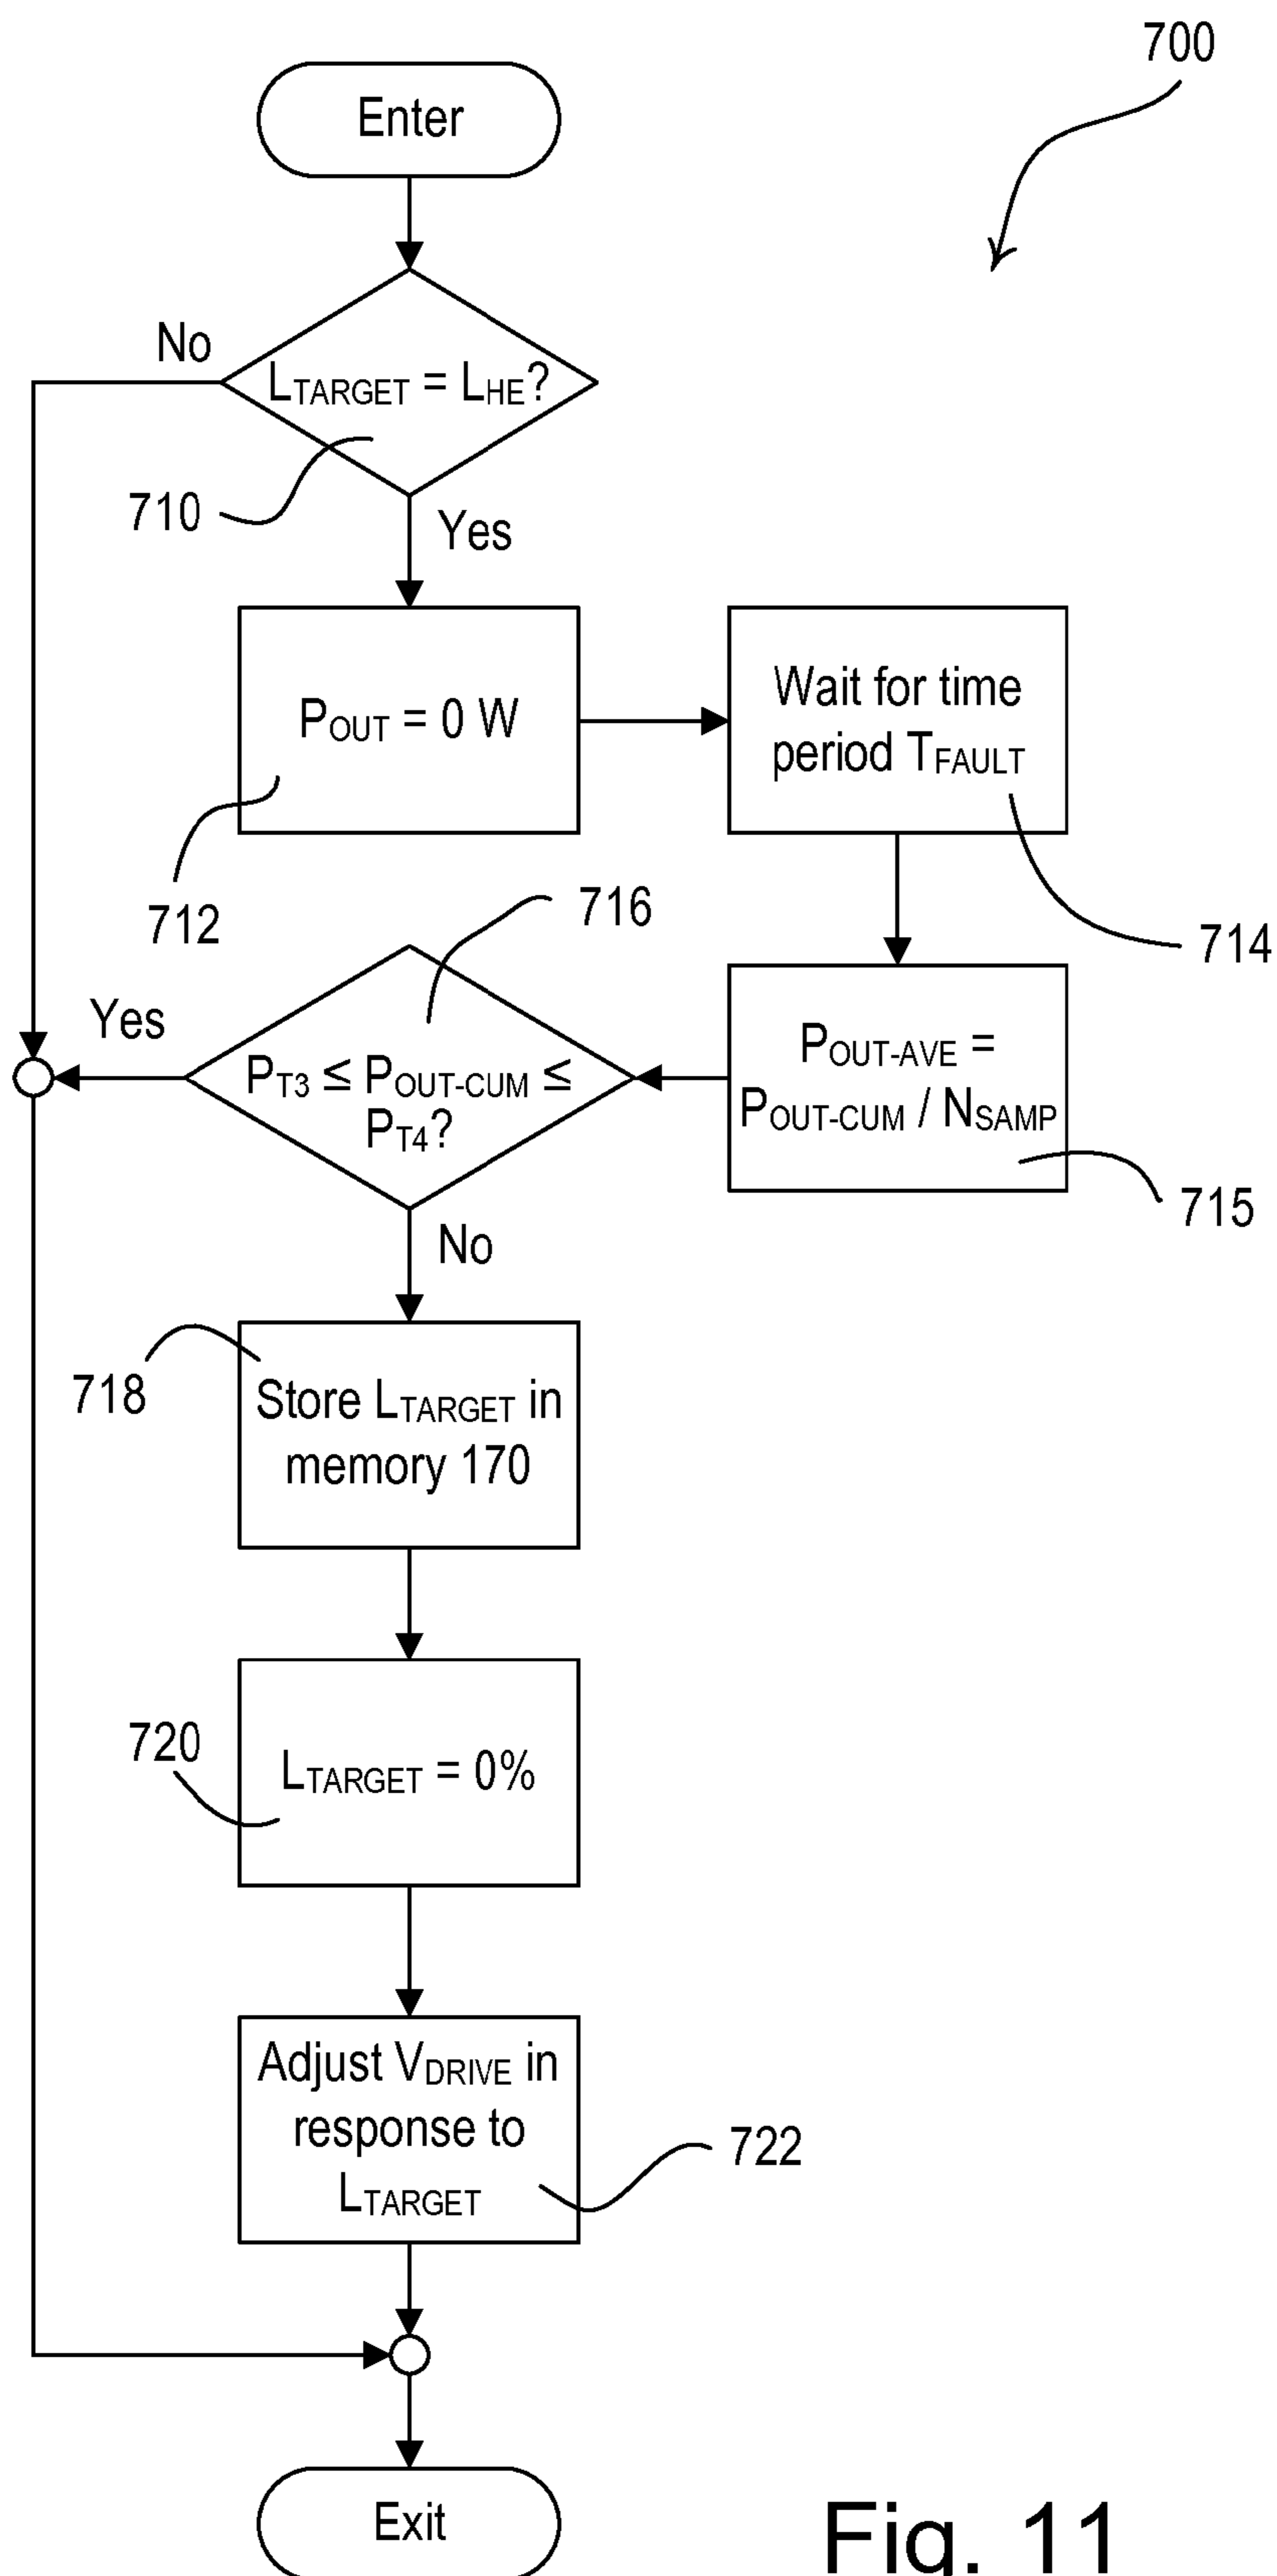 700
Enter
No
LTARGET = LHE?
710
Yes
POUT = 0 W
Wait for time
period TFAULT
712
716
714
Yes
PT3 ≤ POUT-CUM ≤
PT4?
POUT-AVE =
POUT-CUM / NSAMP
715
No
718
Store LTARGET in
memory 170
720
LTARGET = 0%
Adjust VDRIVE in
response to
LTARGET
722
Exit
Fig. 11